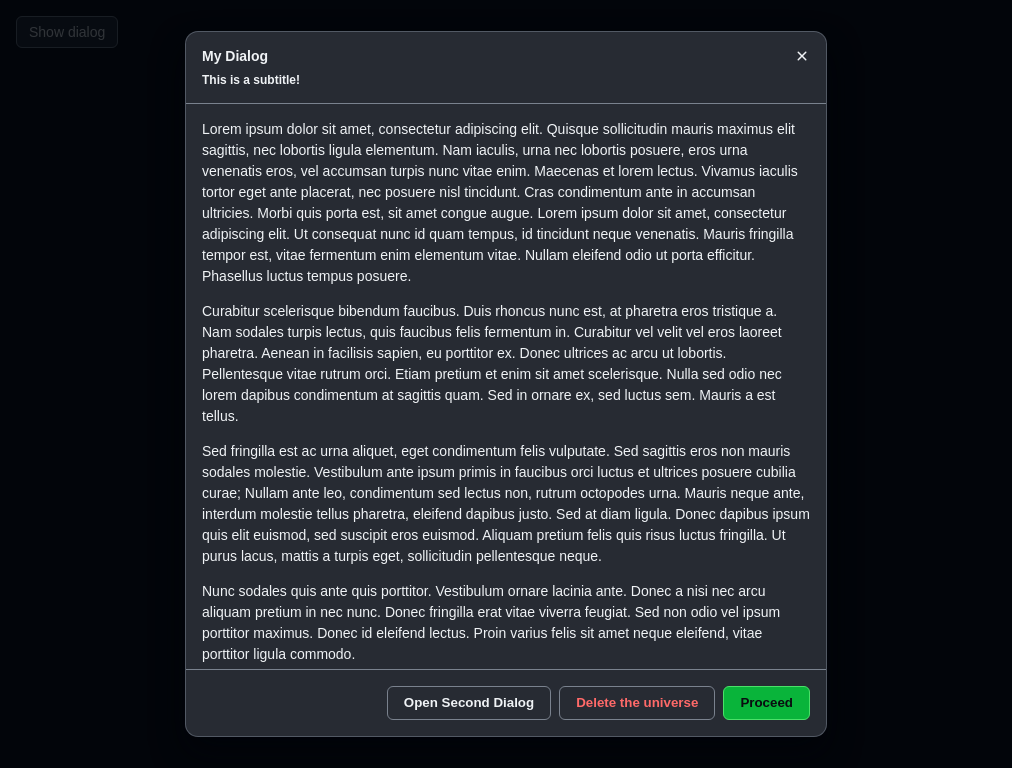 Show dialog
My Dialog
This is a subtitle!
Lorem ipsum dolor sit amet, consectetur adipiscing elit. Quisque sollicitudin mauris maximus elit
sagittis, nec lobortis ligula elementum. Nam iaculis, urna nec lobortis posuere, eros urna
venenatis eros, vel accumsan turpis nunc vitae enim. Maecenas et lorem lectus. Vivamus iaculis
tortor eget ante placerat, nec posuere nisl tincidunt. Cras condimentum ante in accumsan
ultricies. Morbi quis porta est, sit amet congue augue. Lorem ipsum dolor sit amet, consectetur
adipiscing elit. Ut consequat nunc id quam tempus, id tincidunt neque venenatis. Mauris fringilla
tempor est, vitae fermentum enim elementum vitae. Nullam eleifend odio ut porta efficitur.
Phasellus luctus tempus posuere.
Curabitur scelerisque bibendum faucibus. Duis rhoncus nunc est, at pharetra eros tristique a.
Nam sodales turpis lectus, quis faucibus felis fermentum in. Curabitur vel velit vel eros laoreet
pharetra. Aenean in facilisis sapien, eu porttitor ex. Donec ultrices ac arcu ut lobortis.
Pellentesque vitae rutrum orci. Etiam pretium et enim sit amet scelerisque. Nulla sed odio nec
lorem dapibus condimentum at sagittis quam. Sed in ornare ex, sed luctus sem. Mauris a est
tellus.
Sed fringilla est ac urna aliquet, eget condimentum felis vulputate. Sed sagittis eros non mauris
sodales molestie. Vestibulum ante ipsum primis in faucibus orci luctus et ultrices posuere cubilia
curae; Nullam ante leo, condimentum sed lectus non, rutrum octopodes urna. Mauris neque ante,
interdum molestie tellus pharetra, eleifend dapibus justo. Sed at diam ligula. Donec dapibus ipsum
quis elit euismod, sed suscipit eros euismod. Aliquam pretium felis quis risus luctus fringilla. Ut
purus lacus, mattis a turpis eget, sollicitudin pellentesque neque.
Nunc sodales quis ante quis porttitor. Vestibulum ornare lacinia ante. Donec a nisi nec arcu
aliquam pretium in nec nunc. Donec fringilla erat vitae viverra feugiat. Sed non odio vel ipsum
porttitor maximus. Donec id eleifend lectus. Proin varius felis sit amet neque eleifend, vitae
porttitor ligula commodo.
Open Second Dialog
Delete the universe
Proceed